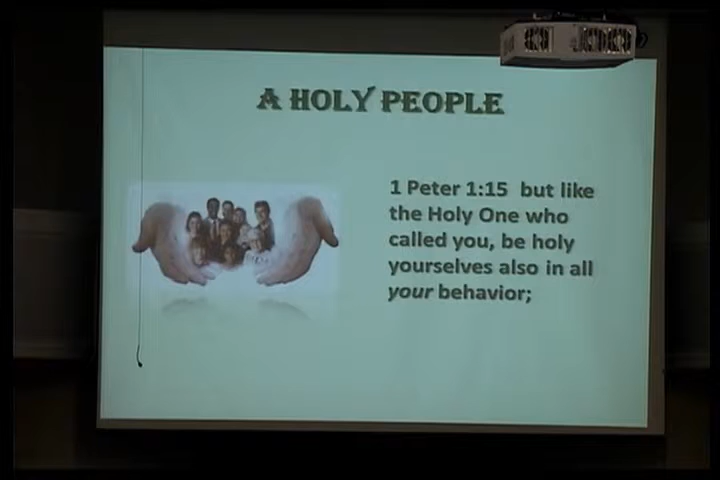 A HOLY PEOPLE
1 Peter 1:15 but like
the Holy One who
called you, be holy
yourselves also in all
your behavior;